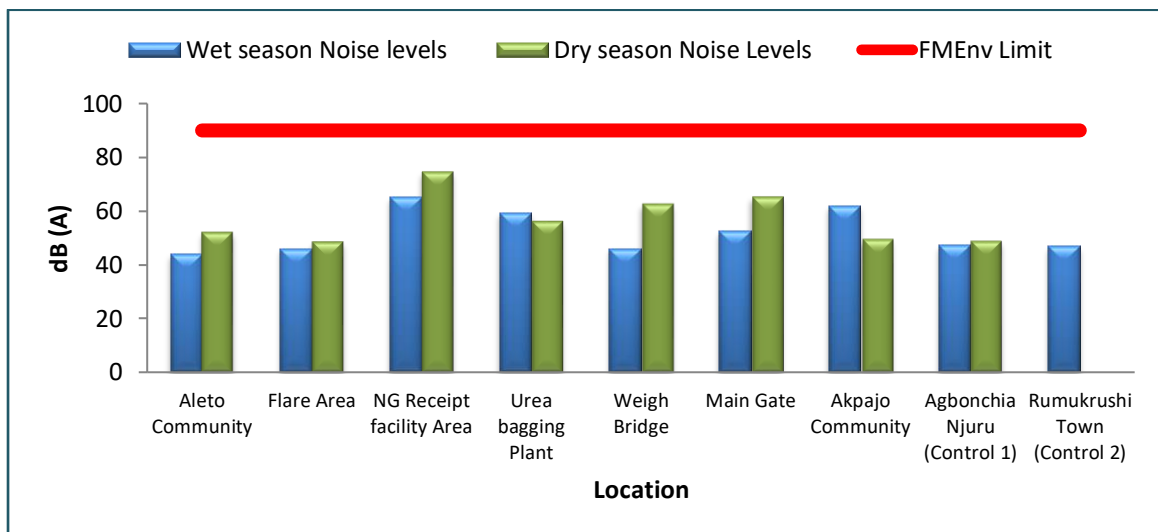 Wet season Noise levels
Dry season Noise Levels
FMEnv Limit
100
80
60
40
20
0
dB (A)
Aleto
Community
Flare Area
NG Receipt
facility Area
Urea
bagging
Plant
Weigh
Bridge
Main Gate
Akpajo
Community
Agbonchia
Njuru
(Control 1)
Rumukrushi
Town
(Control 2)
Location